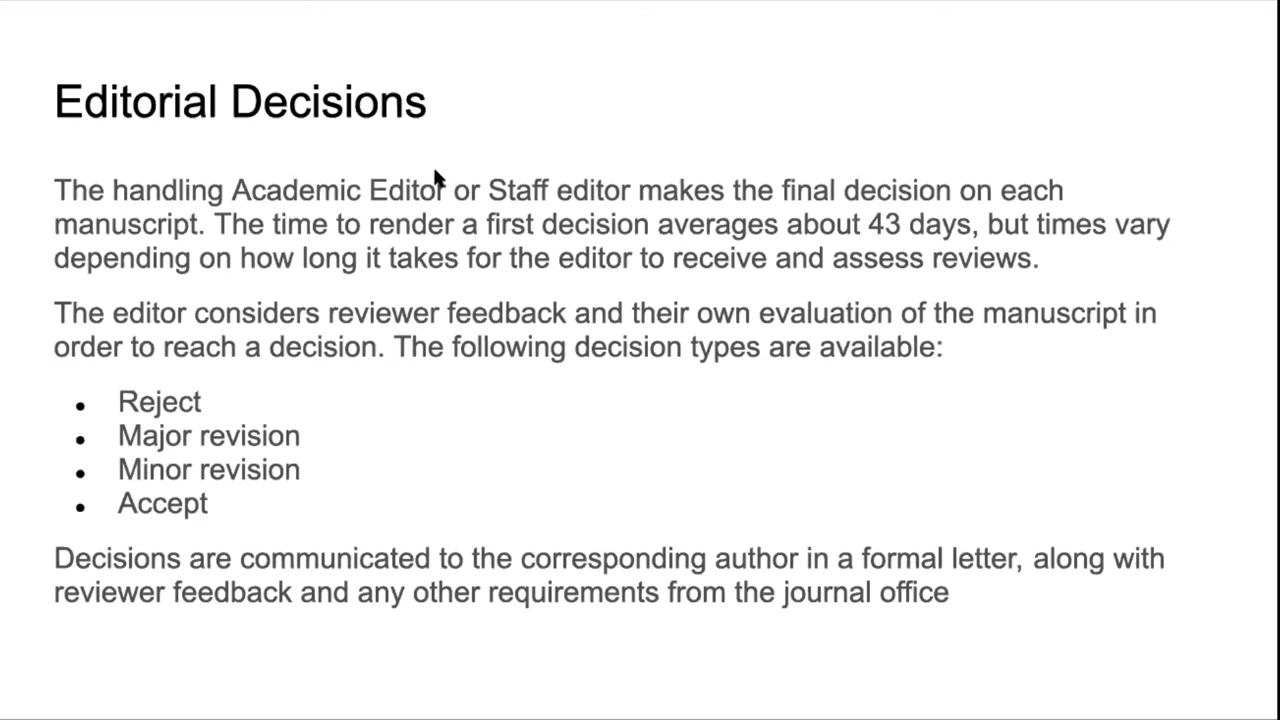 Editorial Decisions
The handling Academic Editor or Staff editor makes the final decision on each
manuscript. The time to render a first decision averages about 43 days, but times vary
depending on how long it takes for the editor to receive and assess reviews.
The editor considers reviewer feedback and their own evaluation of the manuscript in
order to reach a decision. The following decision types are available:
● Reject
● Major revision
● Minor revision
● Accept
Decisions are communicated to the corresponding author in a formal letter, along with
reviewer feedback and any other requirements from the journal office